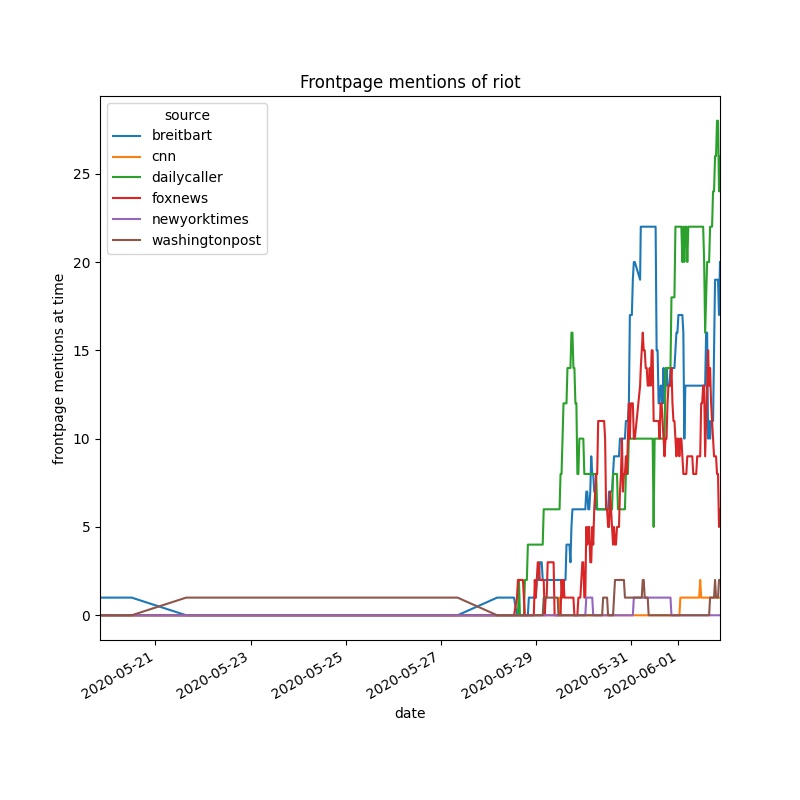 Frontpage mentions of riot
source
breitbart
cnn
dailycaller
foxnews
newyorktimes
washingtonpost
frontpage mentions at time
25
20
15
10
5
0
2020-05-21
2020-05-23
2020-05-25
2020-05-27
2020-05-29
2020-05-31
2020-06-01
date